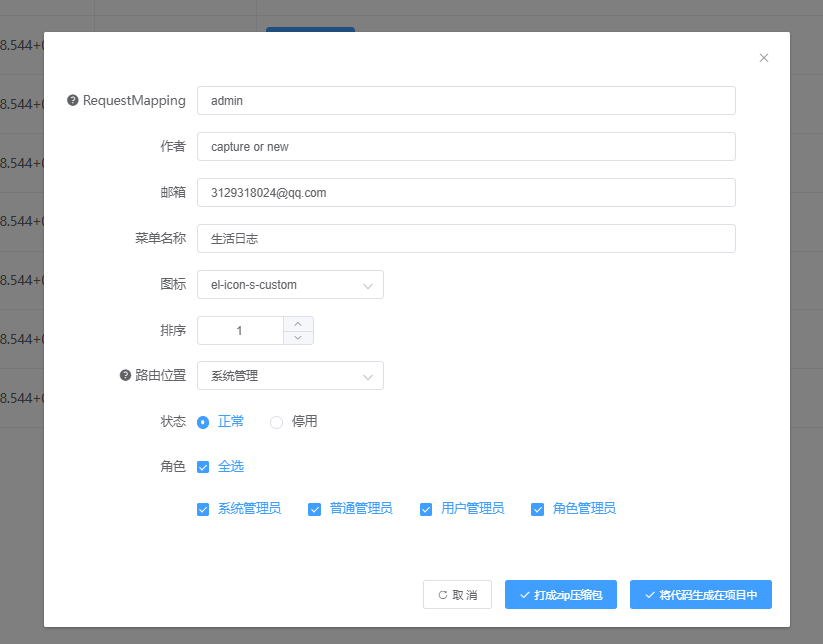 8.544+0
RequestMapping admin
8.544+0
作者 capture or new
8.544+0
邮箱 3129318024@qq.com
8.544+0
菜单名称 生活日志
8.544+0
图标 el-icon-s-custom
8.544+0
排序 1
路由位置 系统管理
8.544+0
状态 正常 停用
角色 全选
系统管理员 普通管理员 用户管理员 角色管理员
取 消 打成zip压缩包 将代码生成在项目中